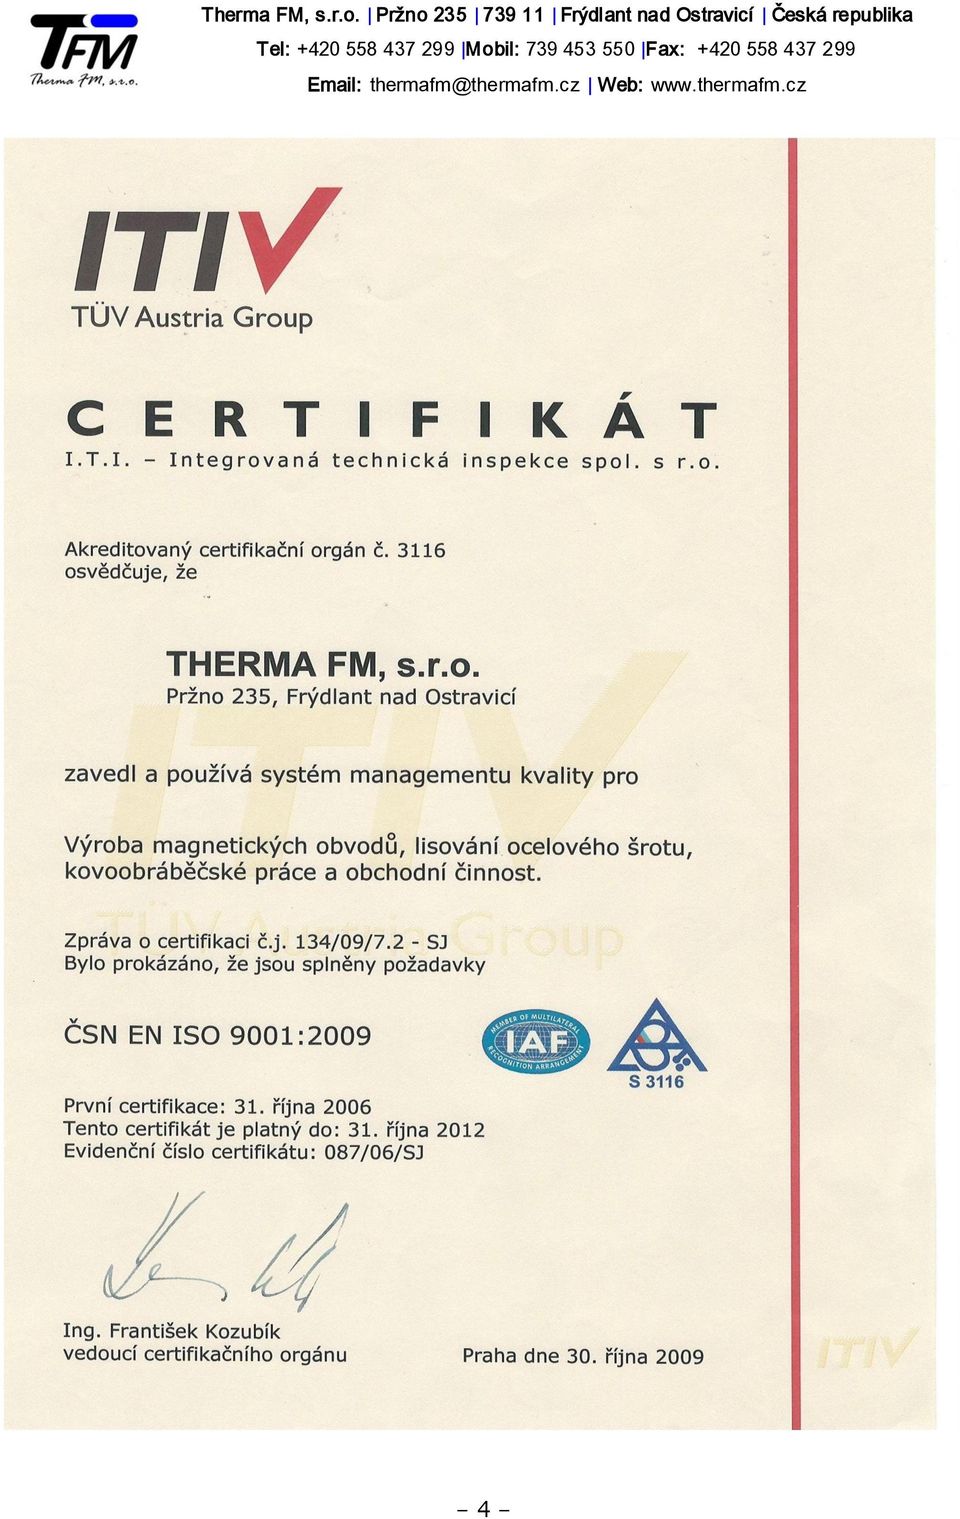 TFM
Therma FM, s.r.o.
Therma FM, s.r.o. | Pržno 235 | 739 11 | Frýdlant nad Ostravicí | Česká republika
Tel: +420 558 437 299 |Mobil: 739 453 550 |Fax: +420 558 437 299
Email: thermafm@thermafm.cz | Web: www.thermafm.cz
ITIV
TÜV Austria Group
CERTIFIKÁT
I.T.I. – Integrovaná technická inspekce spol. s r.o.
Akreditovaný certifikační orgán č. 3116
osvědčuje, že
THERMA FM, s.r.o.
Pržno 235, Frýdlant nad Ostravicí
ITIV
zavedl a používá systém managementu kvality pro
Výroba magnetických obvodů, lisování ocelového šrotu,
kovoobráběčské práce a obchodní činnost.
TÜV Austria Group
Zpráva o certifikaci č.j. 134/09/7.2 - SJ
Bylo prokázáno, že jsou splněny požadavky
ČSN EN ISO 9001:2009
MEMBER OF MULTILATERAL
IAF
RECOGNITION ARRANGEMENT
S 3116
První certifikace: 31. října 2006
Tento certifikát je platný do: 31. října 2012
Evidenční číslo certifikátu: 087/06/SJ
Ing. František Kozubík
vedoucí certifikačního orgánu
Praha dne 30. října 2009
ITIV
– 4 –